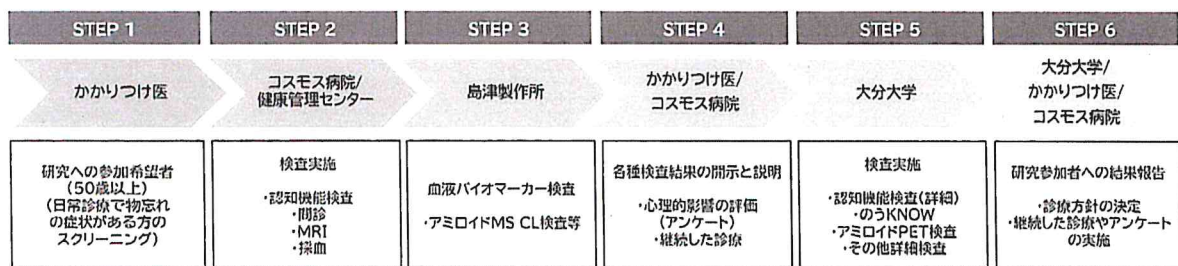 STEP 1
STEP 2
STEP 3
STEP 4
STEP 5
STEP 6
かかりつけ医
コスモス病院/
健康管理センター
島津製作所
かかりつけ医/
コスモス病院
大分大学
大分大学/
かかりつけ医/
コスモス病院
研究への参加希望者
(50歳以上)
(日常診療で物忘れ
の症状がある方の
スクリーニング)
検査実施
・認知機能検査
・問診
・MRI
・採血
血液バイオマーカー検査
・アミロイドMS CL検査等
各種検査結果の開示と説明
・心理的影響の評価
(アンケート)
・継続した診療
検査実施
・認知機能検査(詳細)
・のうKNOW
・アミロイドPET検査
・その他詳細検査
研究参加者への結果報告
・診療方針の決定
・継続した診療やアンケート
の実施